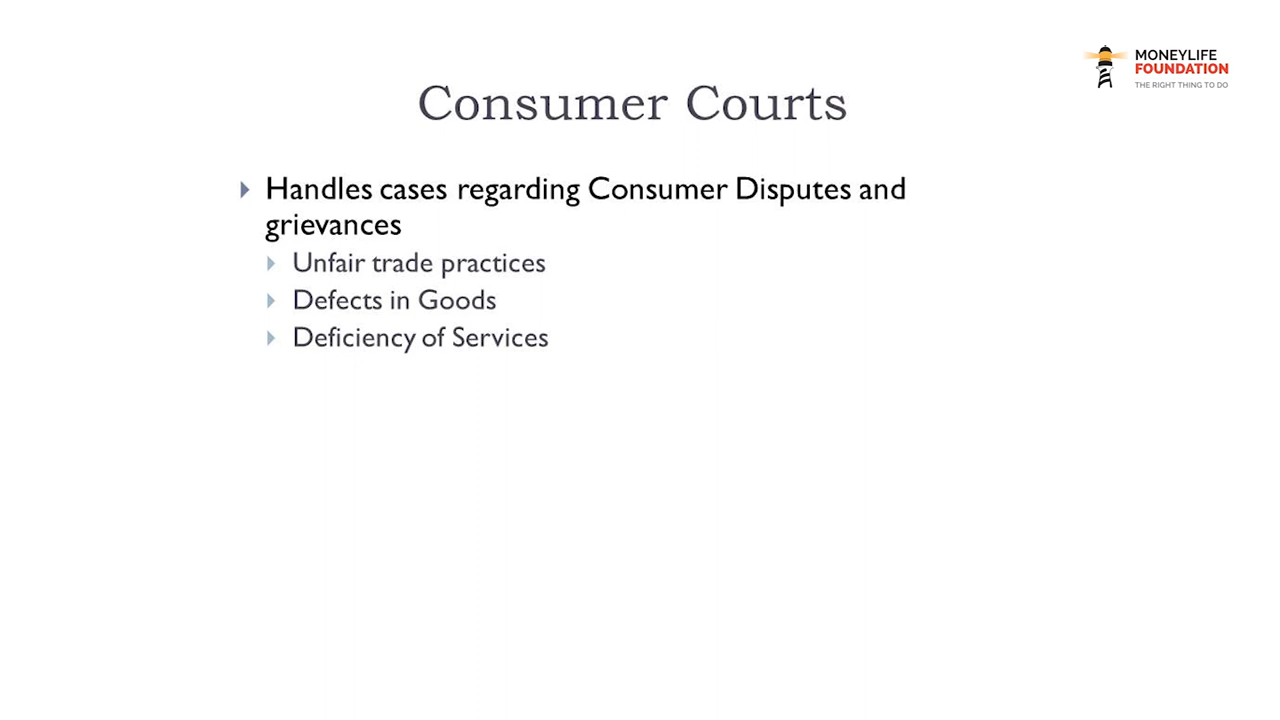 MONEYLIFE
FOUNDATION
THE RIGHT THING TO DO
Consumer Courts
Handles cases regarding Consumer Disputes and
grievances
Unfair trade practices
Defects in Goods
Deficiency of Services